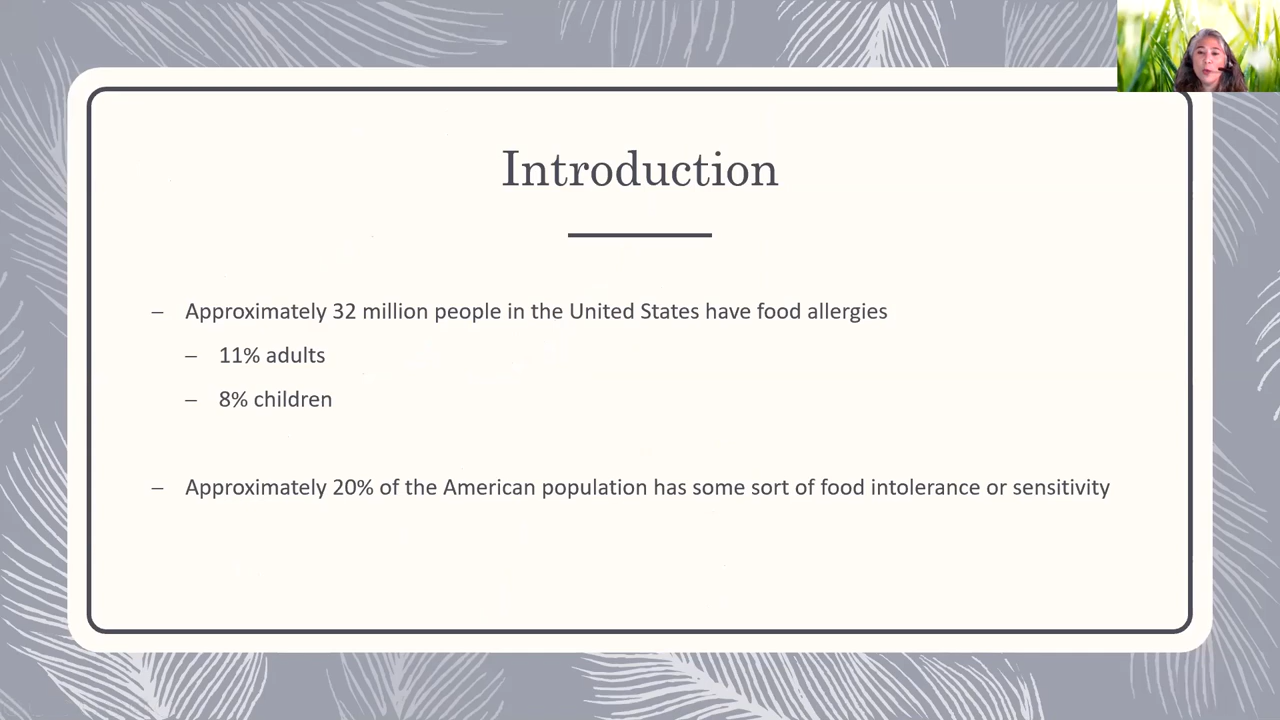 Introduction
– Approximately 32 million people in the United States have food allergies
– 11% adults
– 8% children
– Approximately 20% of the American population has some sort of food intolerance or sensitivity